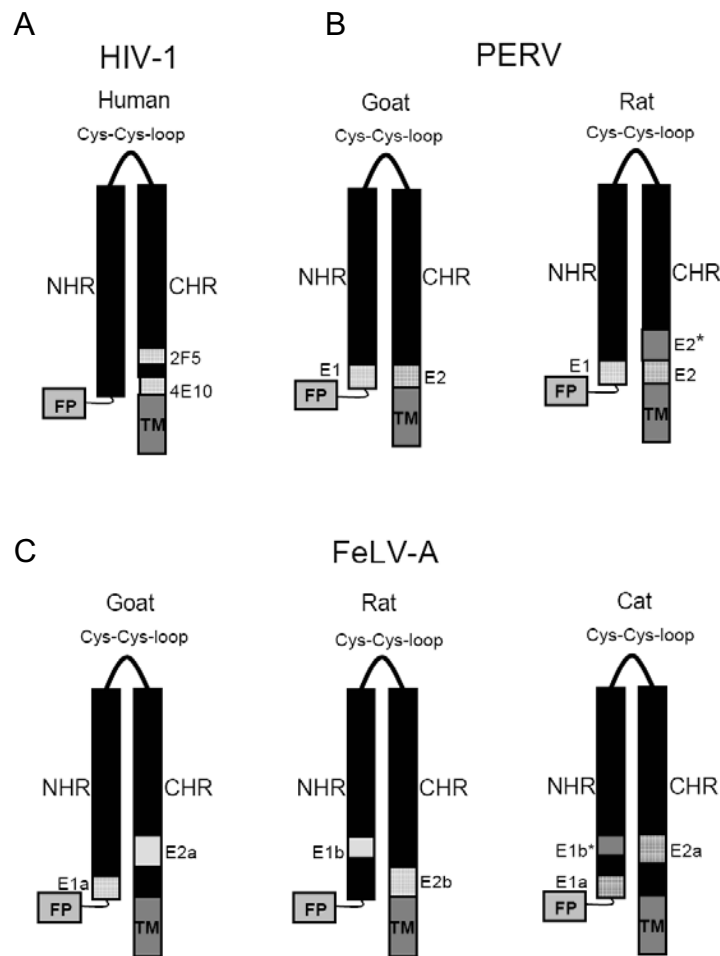 A
B
HIV-1
PERV
Human
Goat
Rat
Cys-Cys-loop
Cys-Cys-loop
Cys-Cys-loop
NHR
CHR
NHR
CHR
NHR
CHR
2F5
4E10
FP
TM
E1
E2
FP
TM
E2*
E1
E2
FP
TM
C
FeLV-A
Goat
Rat
Cat
Cys-Cys-loop
Cys-Cys-loop
Cys-Cys-loop
NHR
CHR
NHR
CHR
NHR
CHR
E2a
E1a
FP
TM
E1b
E2b
FP
TM
E1b*
E2a
E1a
FP
TM